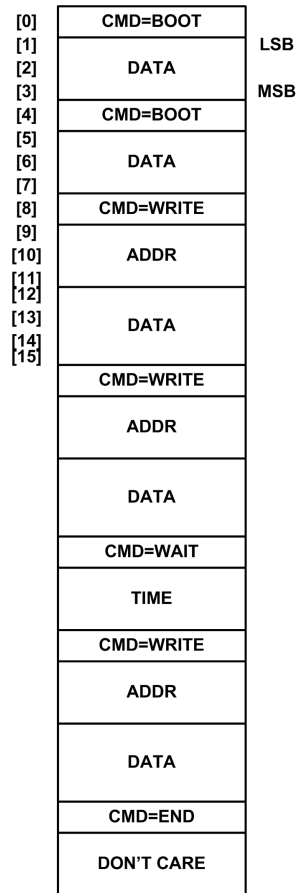 [0] CMD=BOOT
[1] LSB
[2] DATA
[3] MSB
[4] CMD=BOOT
[5]
[6] DATA
[7]
[8] CMD=WRITE
[9]
[10] ADDR
[11]
[12]
[13] DATA
[14]
[15]
CMD=WRITE
ADDR
DATA
CMD=WAIT
TIME
CMD=WRITE
ADDR
DATA
CMD=END
DON'T CARE